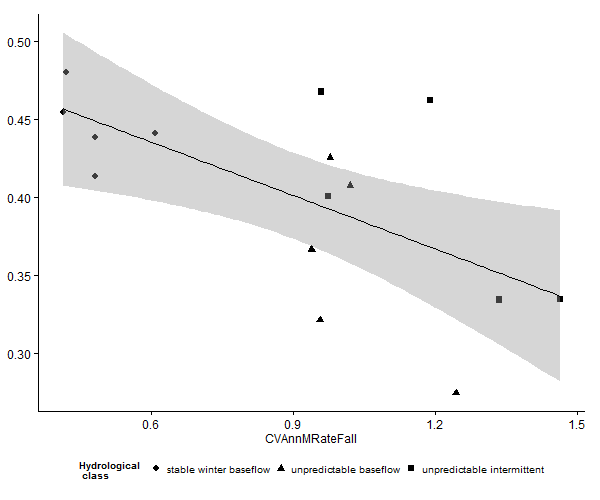 0.50
0.45
0.40
0.35
0.30
0.6 0.9 1.2 1.5
CVAnnMRateFall
Hydrological
class
stable winter baseflow unpredictable baseflow unpredictable intermittent